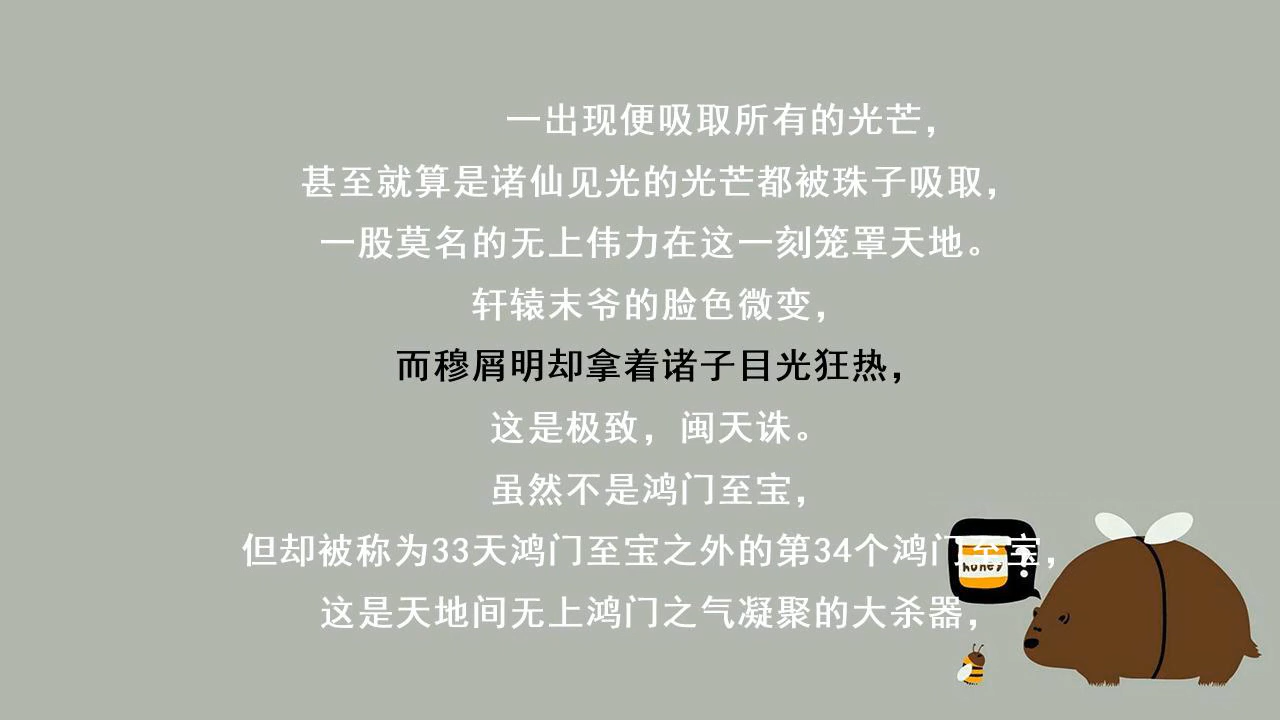 一出现便吸取所有的光芒，
甚至就算是诸仙见光的光芒都被珠子吸取，
一股莫名的无上伟力在这一刻笼罩天地。
轩辕末爷的脸色微变，
而穆屑明却拿着诸子目光狂热，
这是极致，闽天诛。
虽然不是鸿门至宝，
但却被称为33天鸿门至宝之外的第34个鸿门至宝，
这是天地间无上鸿门之气凝聚的大杀器，
honey?